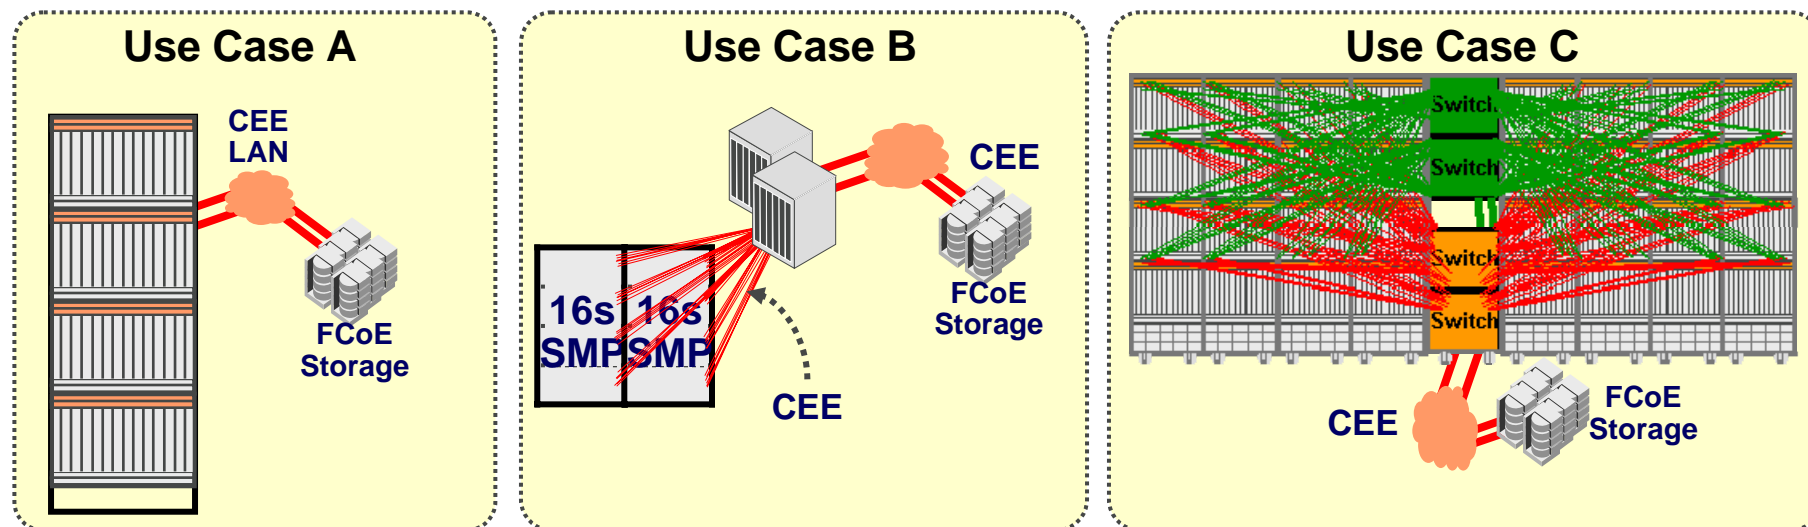 Use Case A
CEE
LAN
FCoE
Storage
Use Case B
CEE
16s
SMP
16s
SMP
FCoE
Storage
CEE
Use Case C
Switch
Switch
Switch
Switch
CEE
FCoE
Storage